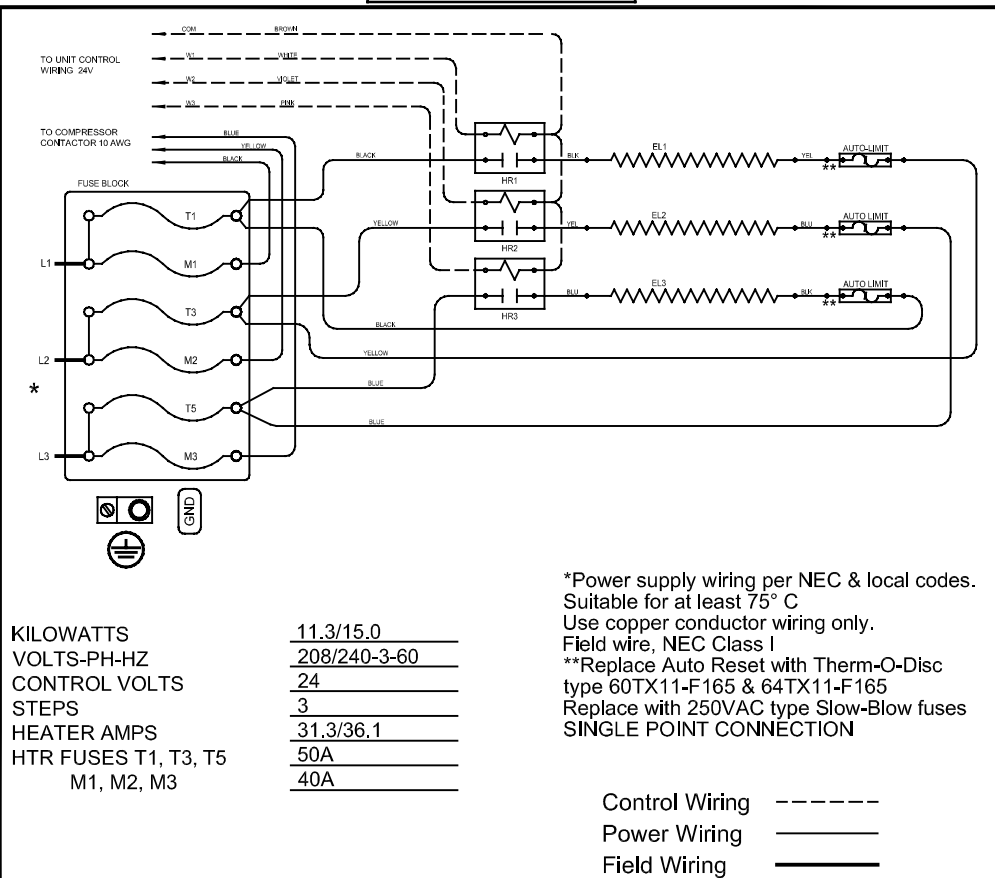 COM BROWN
TO UNIT CONTROL
WIRING 24V
W1 WHITE
W2 VIOLET
W3 PINK
TO COMPRESSOR
CONTACTOR 10 AWG
BLUE
YELLOW
BLACK
BLACK
HR1
BLK
EL1
YEL
**
AUTO-LIMIT
YELLOW
HR2
YEL
EL2
BLU
**
AUTO LIMIT
HR3
BLU
EL3
BLK
**
AUTO LIMIT
BLACK
YELLOW
BLUE
BLUE
FUSE BLOCK
T1
L1
M1
T3
L2
M2
*
T5
L3
M3
GND
KILOWATTS 11.3/15.0
VOLTS-PH-HZ 208/240-3-60
CONTROL VOLTS 24
STEPS 3
HEATER AMPS 31.3/36.1
HTR FUSES T1, T3, T5 50A
M1, M2, M3 40A
*Power supply wiring per NEC & local codes.
Suitable for at least 75° C
Use copper conductor wiring only.
Field wire, NEC Class I
**Replace Auto Reset with Therm-O-Disc
type 60TX11-F165 & 64TX11-F165
Replace with 250VAC type Slow-Blow fuses
SINGLE POINT CONNECTION
Control Wiring
Power Wiring
Field Wiring